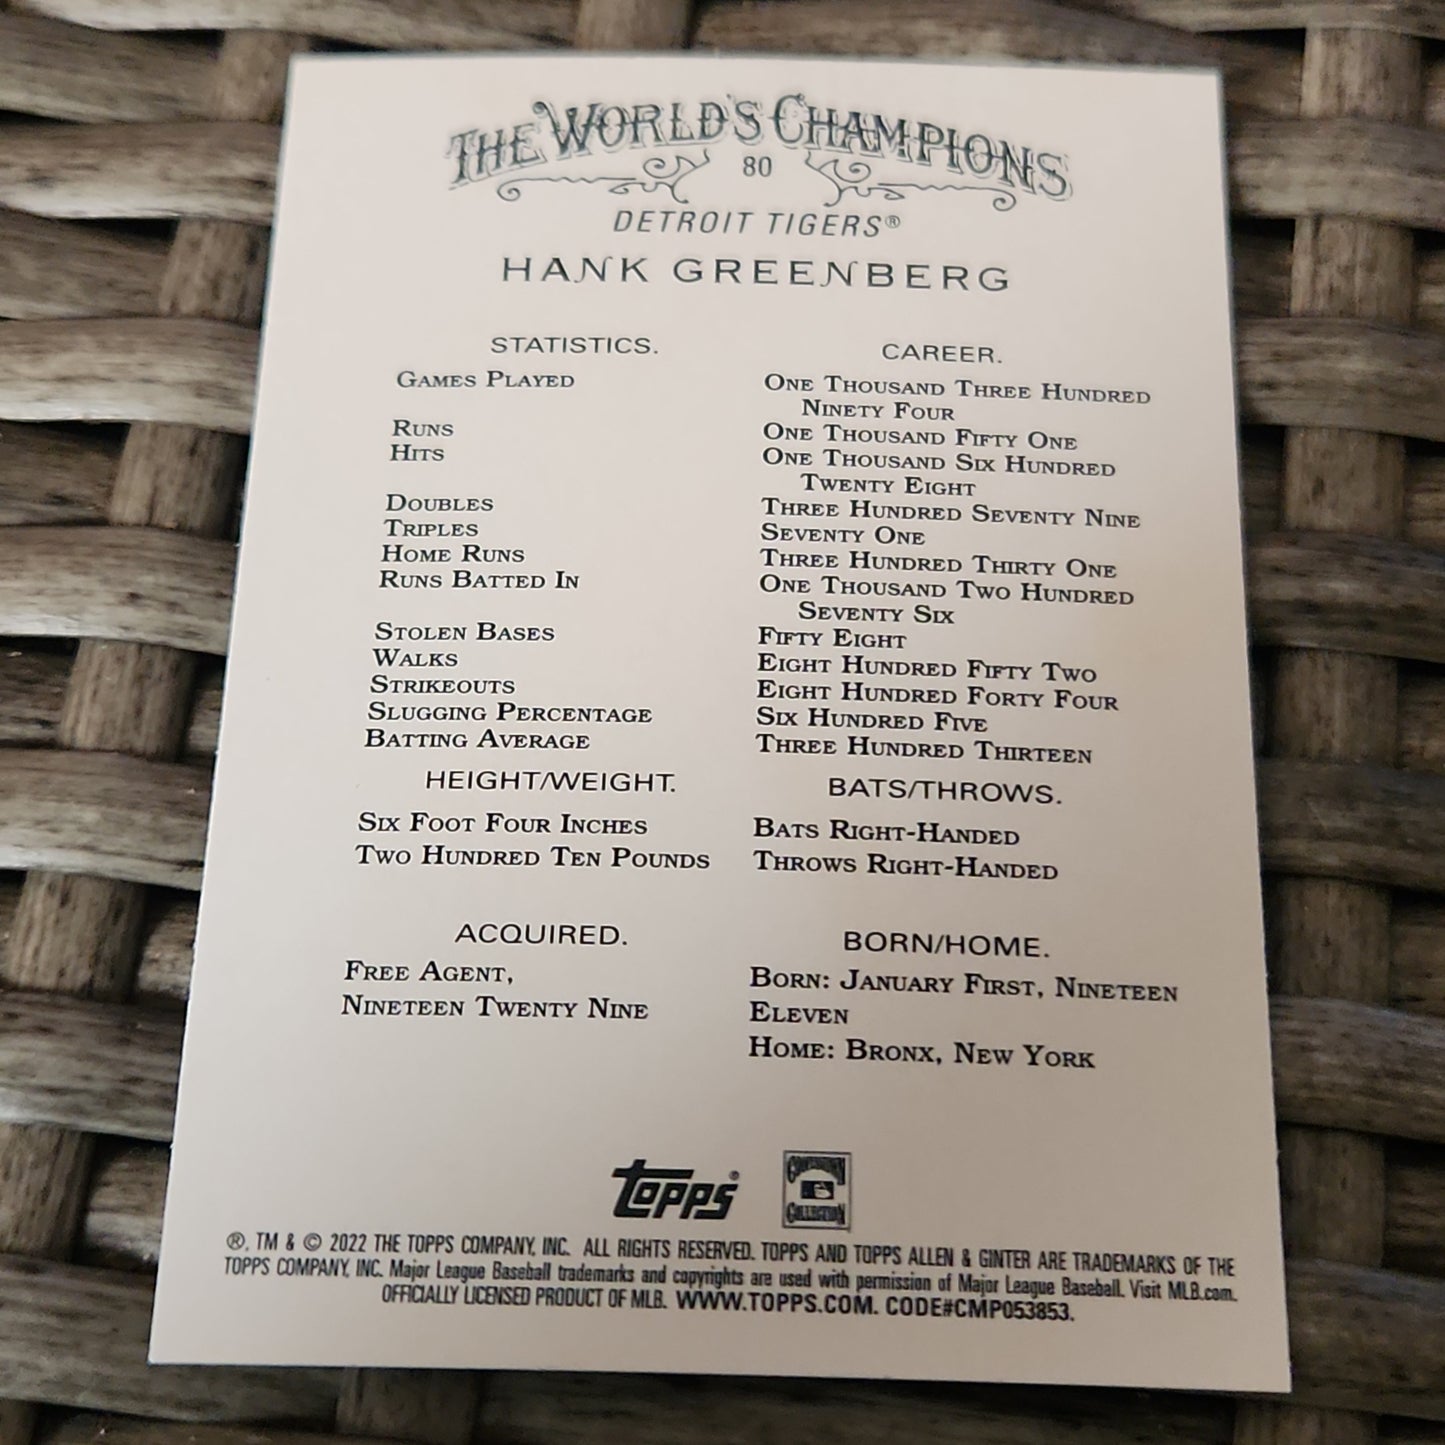 THE WORLD'S CHAMPIONS
80
DETROIT TIGERS®
HANK GREENBERG
STATISTICS. CAREER.
GAMES PLAYED ONE THOUSAND THREE HUNDRED
NINETY FOUR
RUNS ONE THOUSAND FIFTY ONE
HITS ONE THOUSAND SIX HUNDRED
TWENTY EIGHT
DOUBLES THREE HUNDRED SEVENTY NINE
TRIPLES SEVENTY ONE
HOME RUNS THREE HUNDRED THIRTY ONE
RUNS BATTED IN ONE THOUSAND TWO HUNDRED
SEVENTY SIX
STOLEN BASES FIFTY EIGHT
WALKS EIGHT HUNDRED FIFTY TWO
STRIKEOUTS EIGHT HUNDRED FORTY FOUR
SLUGGING PERCENTAGE SIX HUNDRED FIVE
BATTING AVERAGE THREE HUNDRED THIRTEEN
HEIGHT/WEIGHT.
SIX FOOT FOUR INCHES
TWO HUNDRED TEN POUNDS
BATS/THROWS.
BATS RIGHT-HANDED
THROWS RIGHT-HANDED
ACQUIRED.
FREE AGENT,
NINETEEN TWENTY NINE
BORN/HOME.
BORN: JANUARY FIRST, NINETEEN
ELEVEN
HOME: BRONX, NEW YORK
topps®
COOPERSTOWN
COLLECTION
®, TM & © 2022 THE TOPPS COMPANY, INC. ALL RIGHTS RESERVED. TOPPS AND TOPPS ALLEN & GINTER ARE TRADEMARKS OF THE
TOPPS COMPANY, INC. Major League Baseball trademarks and copyrights are used with permission of Major League Baseball. Visit MLB.com.
OFFICIALLY LICENSED PRODUCT OF MLB. WWW.TOPPS.COM. CODE#CMP053853.